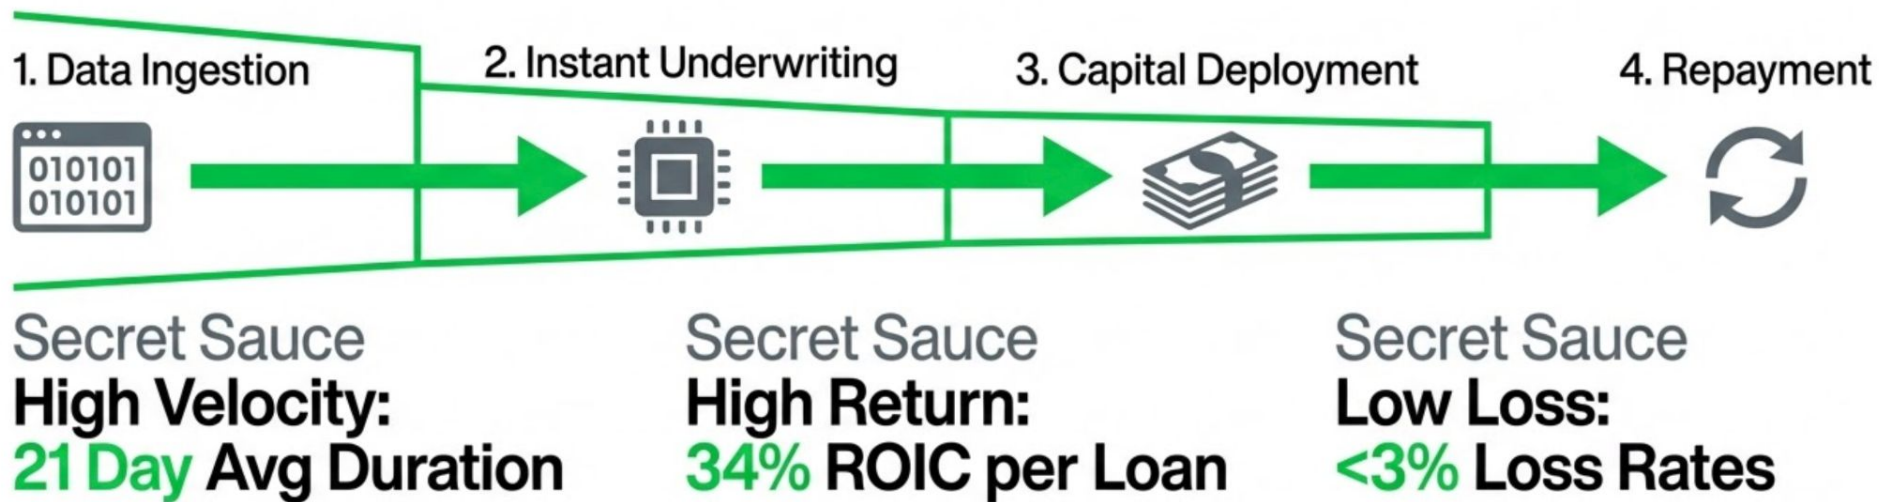 1. Data Ingestion
2. Instant Underwriting
3. Capital Deployment
4. Repayment
010101
010101
Secret Sauce
High Velocity:
21 Day Avg Duration
Secret Sauce
High Return:
34% ROIC per Loan
Secret Sauce
Low Loss:
<3% Loss Rates